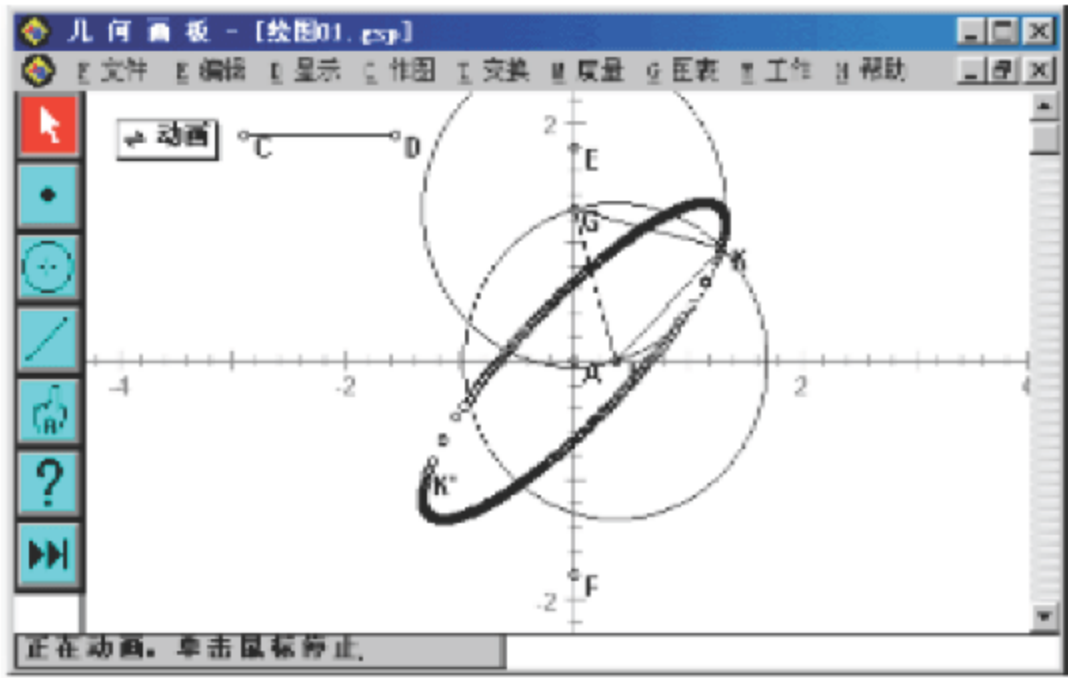 几何画板 - [绘图01.gsp]
F 文件 E 编辑 D 显示 C 作图 T 变换 M 度量 G 图表 W 工作 H 帮助
动画
C D
2
E
G
K
A
-4 -2 2 4
K'
F
-2
正在动画。单击鼠标停止.